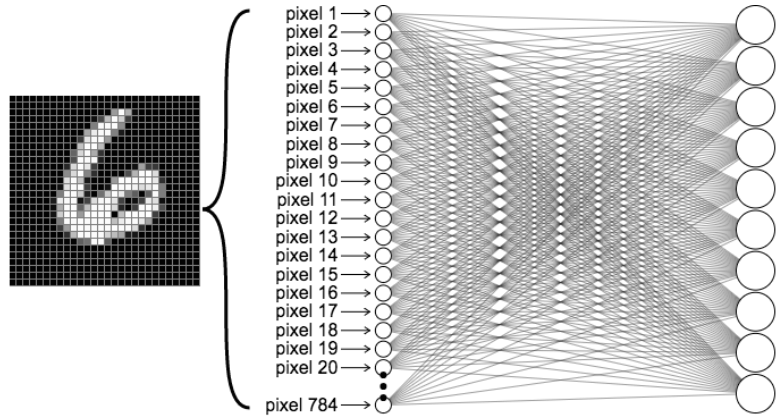 pixel 1
pixel 2
pixel 3
pixel 4
pixel 5
pixel 6
pixel 7
pixel 8
pixel 9
pixel 10
pixel 11
pixel 12
pixel 13
pixel 14
pixel 15
pixel 16
pixel 17
pixel 18
pixel 19
pixel 20
pixel 784